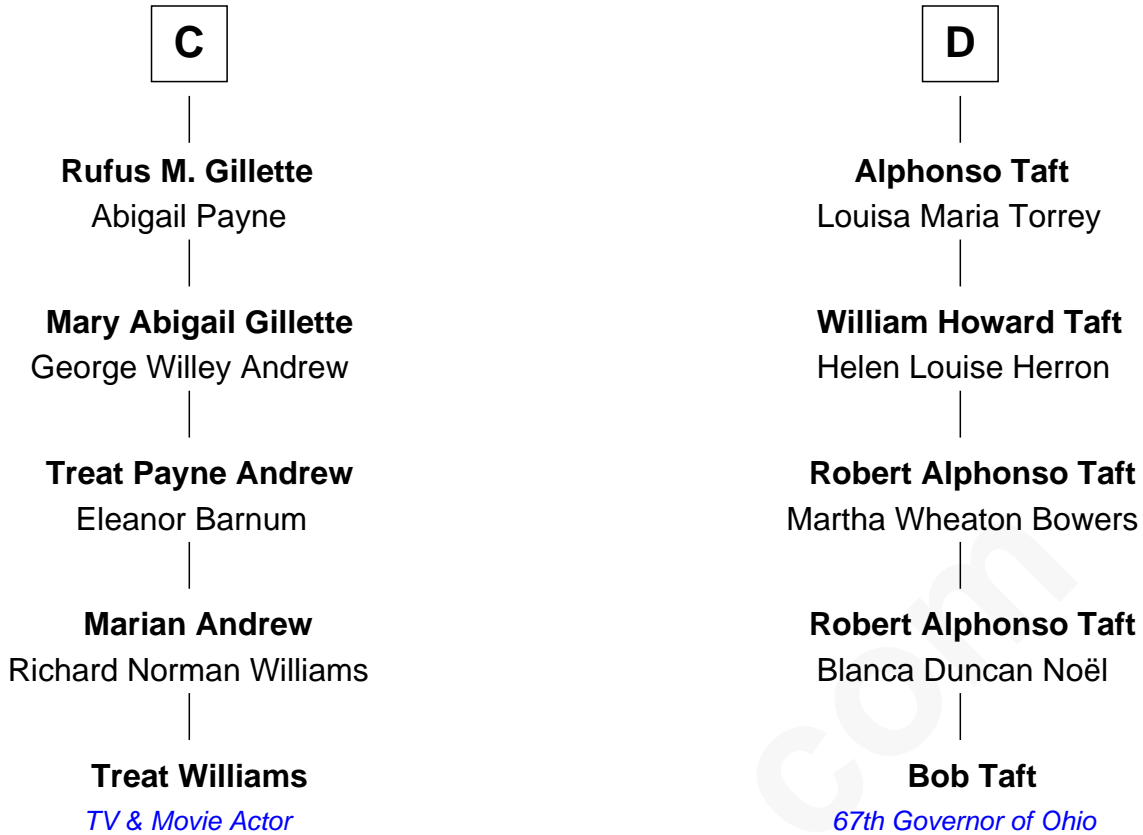 C
Rufus M. Gillette
Abigail Payne
Mary Abigail Gillette
George Willey Andrew
Treat Payne Andrew
Eleanor Barnum
Marian Andrew
Richard Norman Williams
Treat Williams
TV & Movie Actor
D
Alphonso Taft
Louisa Maria Torrey
William Howard Taft
Helen Louise Herron
Robert Alphonso Taft
Martha Wheaton Bowers
Robert Alphonso Taft
Blanca Duncan Noël
Bob Taft
67th Governor of Ohio
com